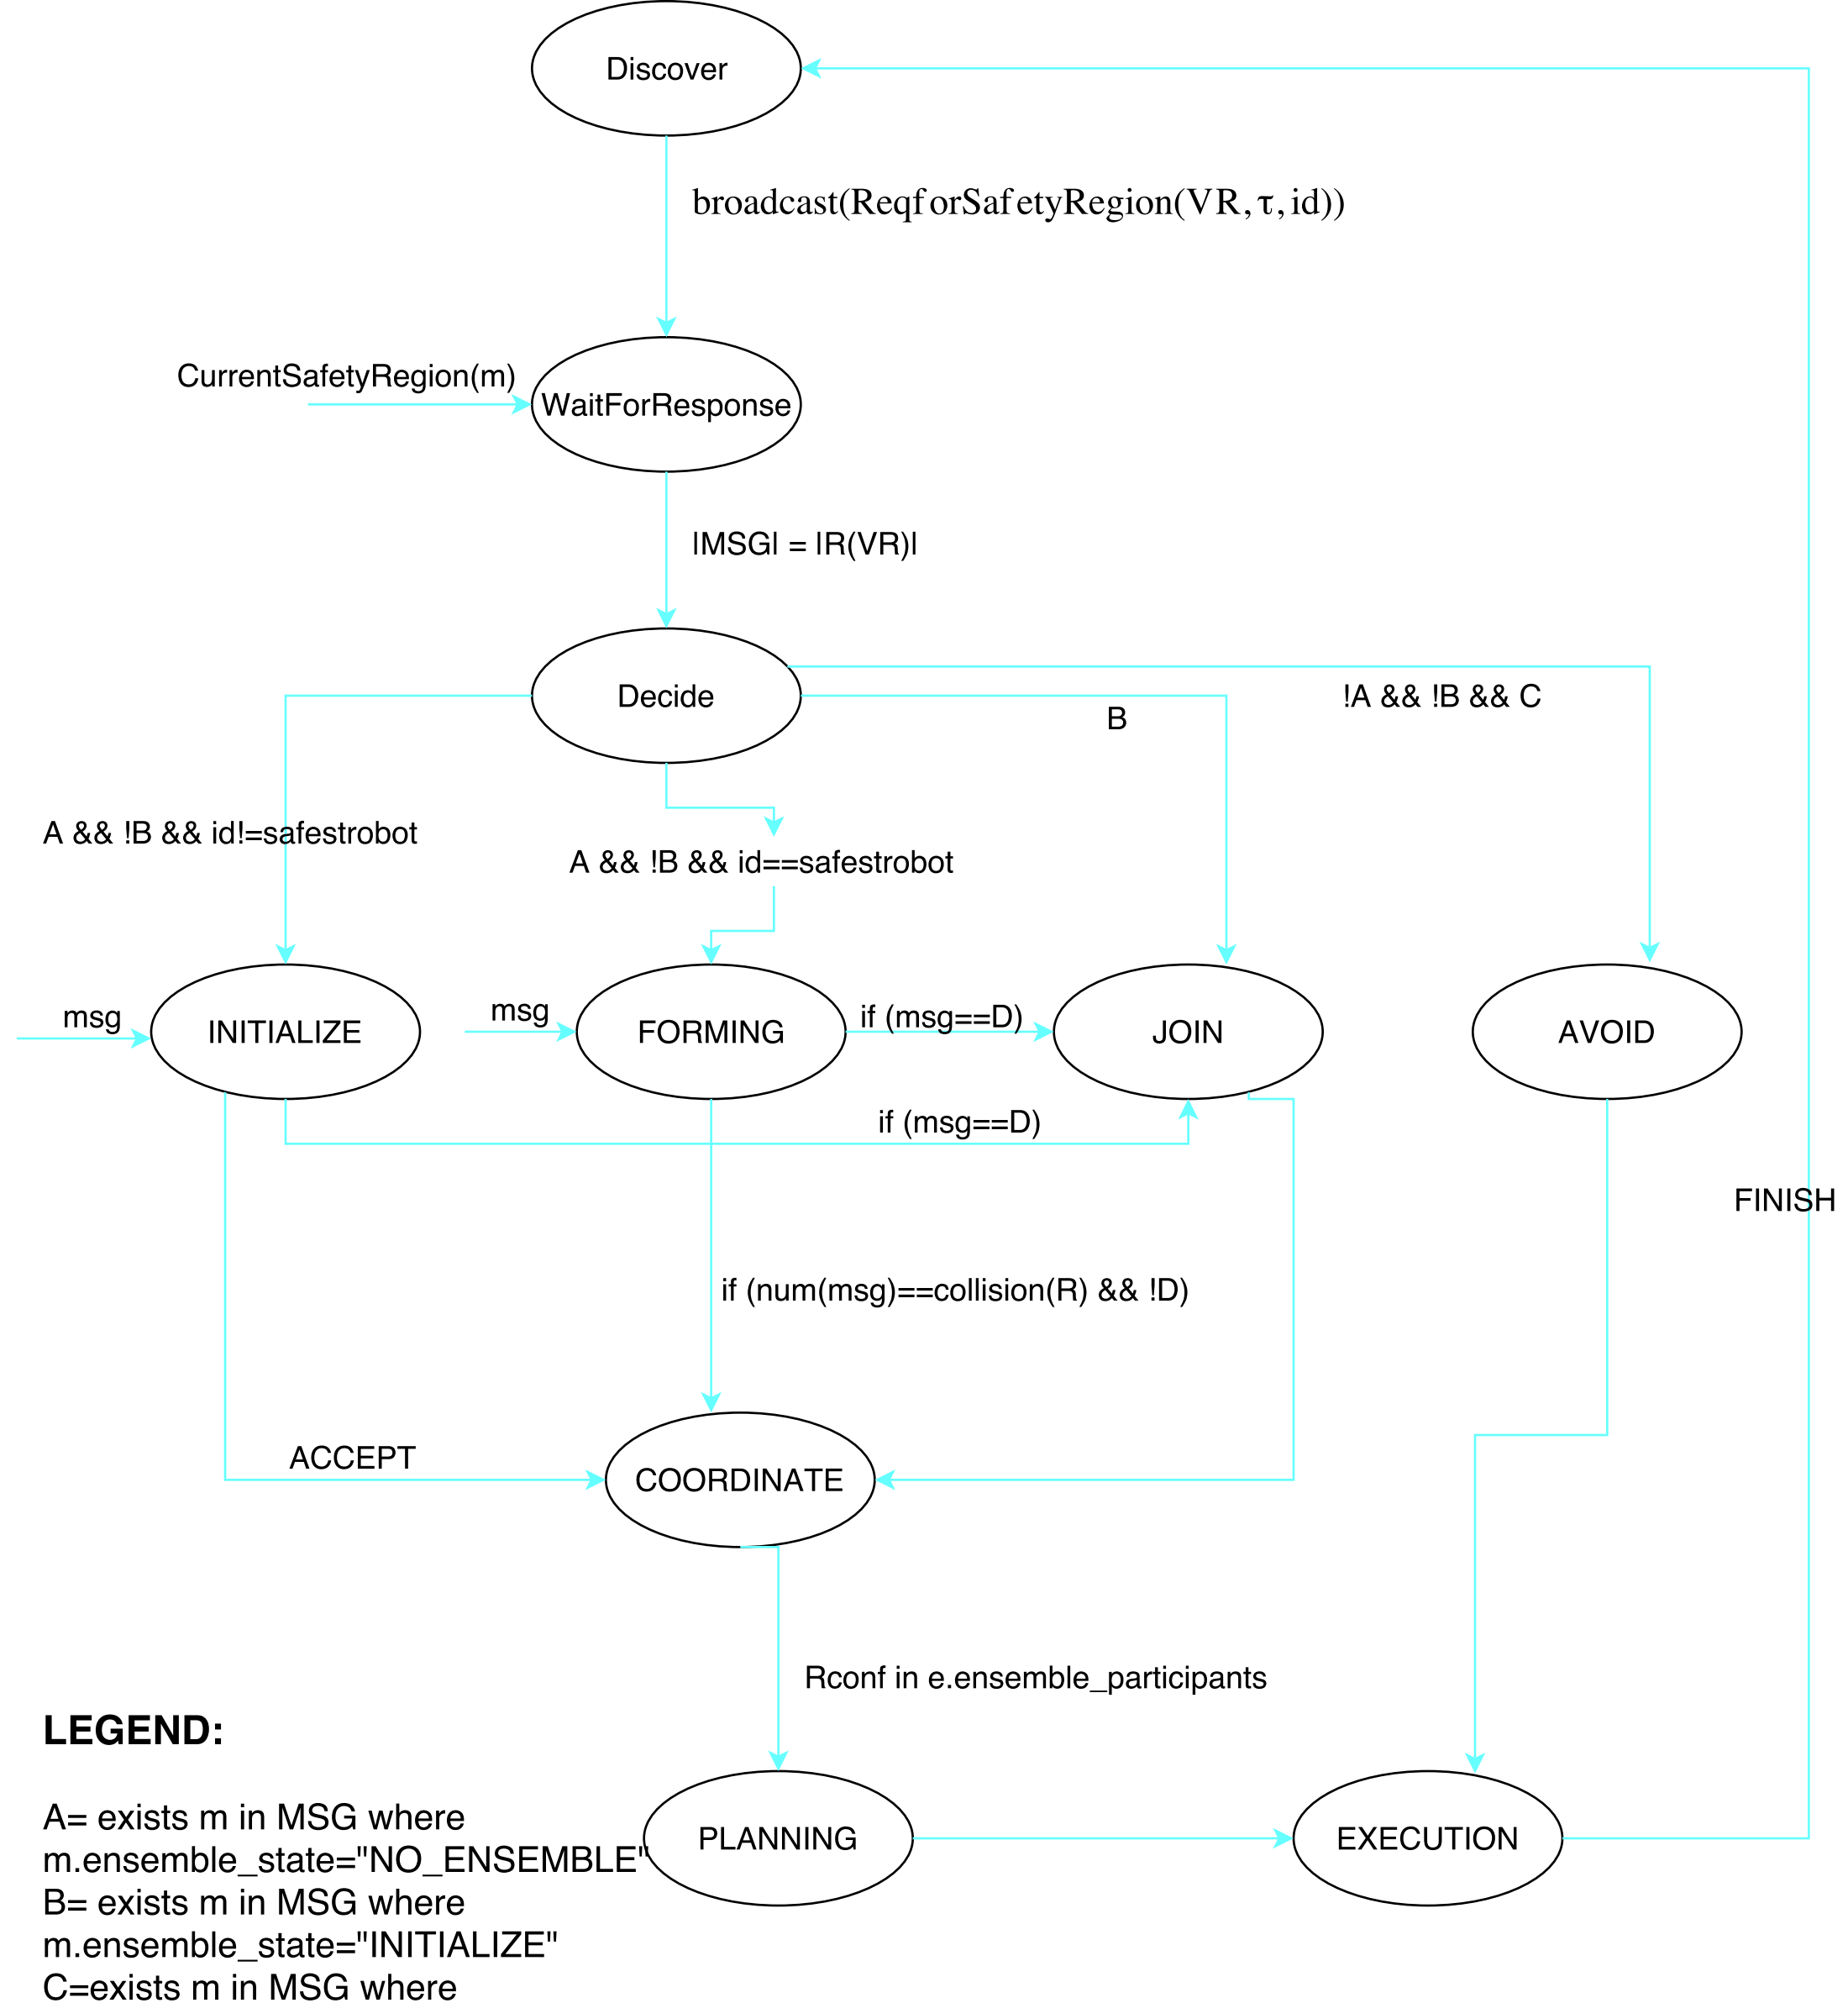 Discover
broadcast(ReqforSafetyRegion(VR,τ,id))
CurrentSafetyRegion(m)
WaitForResponse
|MSG| = |R(VR)|
Decide
!A && !B && C
B
A && !B && id!=safestrobot
A && !B && id==safestrobot
msg
INITIALIZE
msg
FORMING
if (msg==D)
JOIN
AVOID
if (msg==D)
FINISH
if (num(msg)==collision(R) && !D)
ACCEPT
COORDINATE
Rconf in e.ensemble_participants
LEGEND:
A= exists m in MSG where
m.ensemble_state="NO_ENSEMBLE"
B= exists m in MSG where
m.ensemble_state="INITIALIZE"
C=exists m in MSG where
PLANNING
EXECUTION